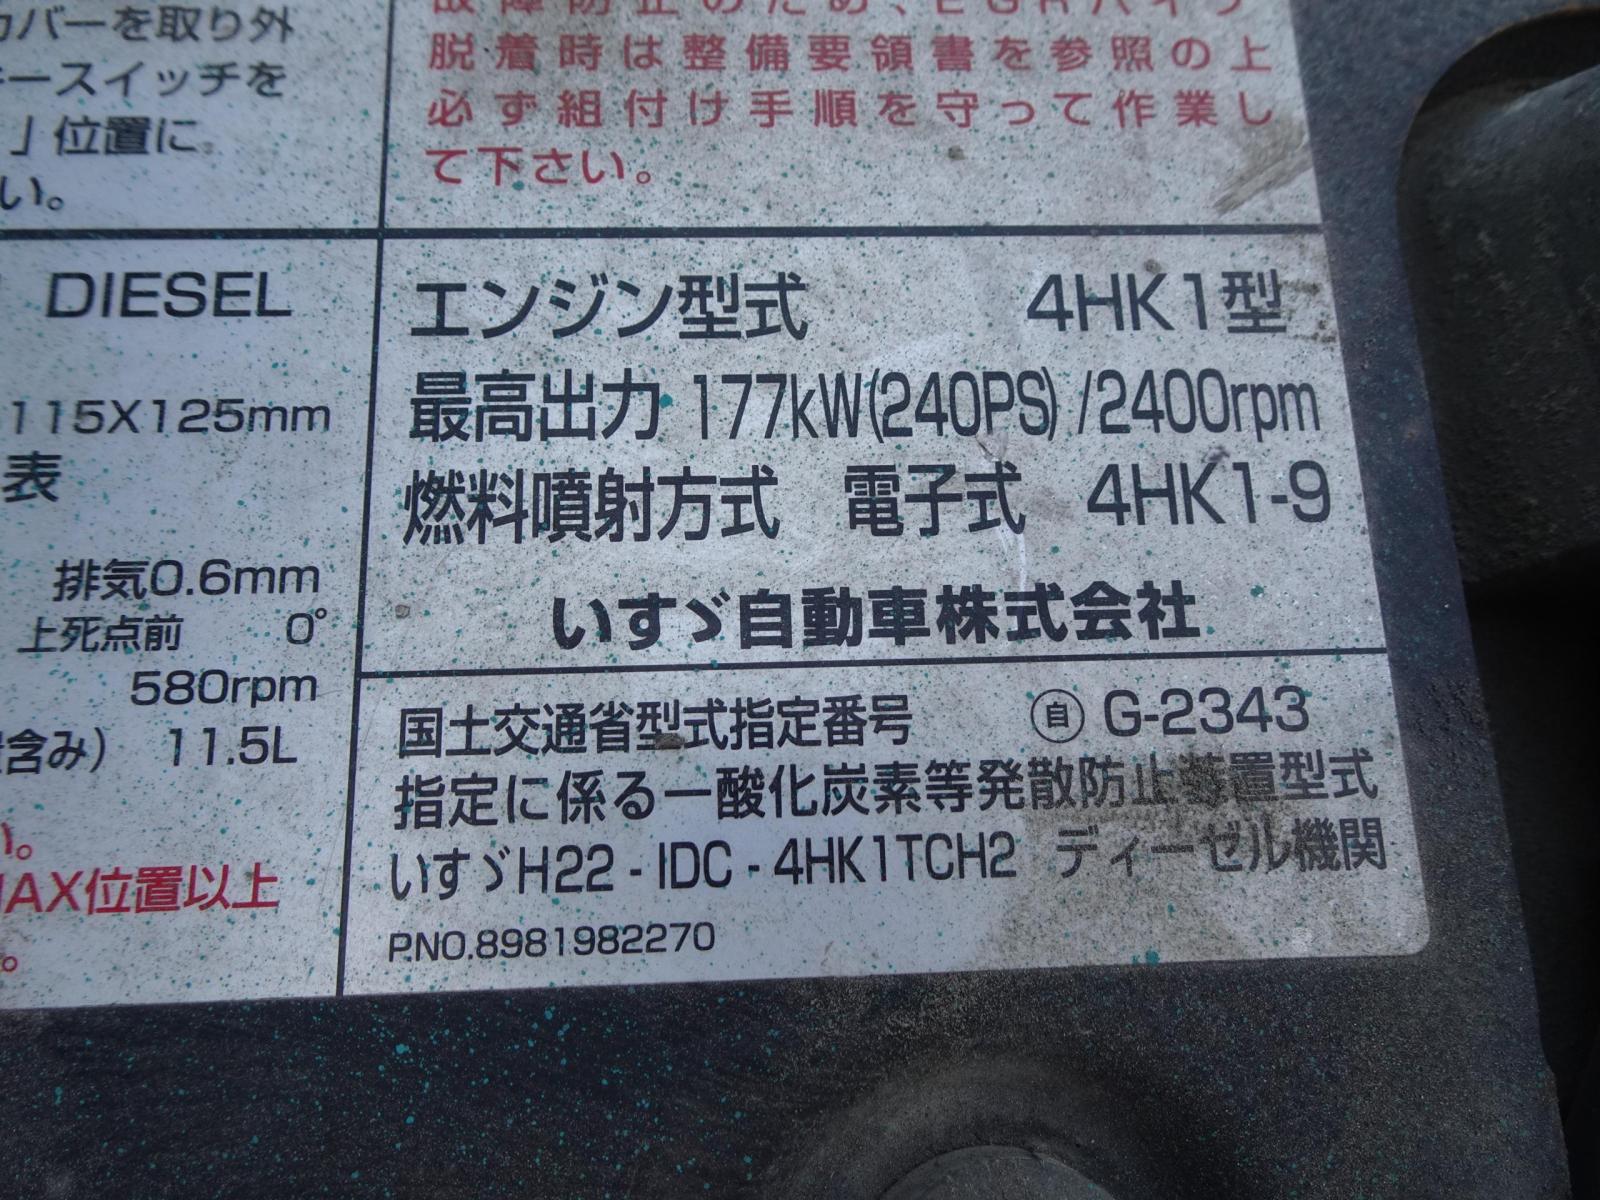 カバーを取り外
キースイッチを
」位置に
い。
故障防止のため、EGRパイプ
脱着時は整備要領書を参照の上
必ず組付け手順を守って作業し
て下さい。
DIESEL
115X125mm
表
排気0.6mm
上死点前 0°
580rpm
含み) 11.5L
い。
MAX位置以上
エンジン型式 4HK1型
最高出力 177kW(240PS)/2400rpm
燃料噴射方式 電子式 4HK1-9
いすゞ自動車株式会社
国土交通省型式指定番号 ㊐ G-2343
指定に係る一酸化炭素等発散防止装置型式
いすゞH22-IDC-4HK1TCH2 ディーゼル機関
P.NO.8981982270